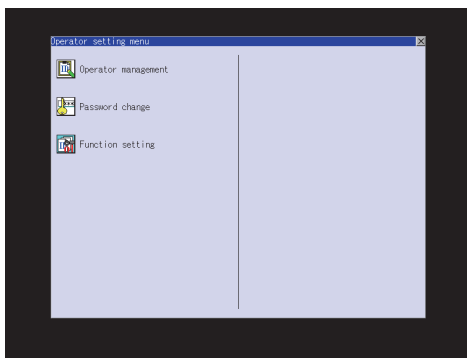 Operator setting menu
Operator management
Password change
Function setting